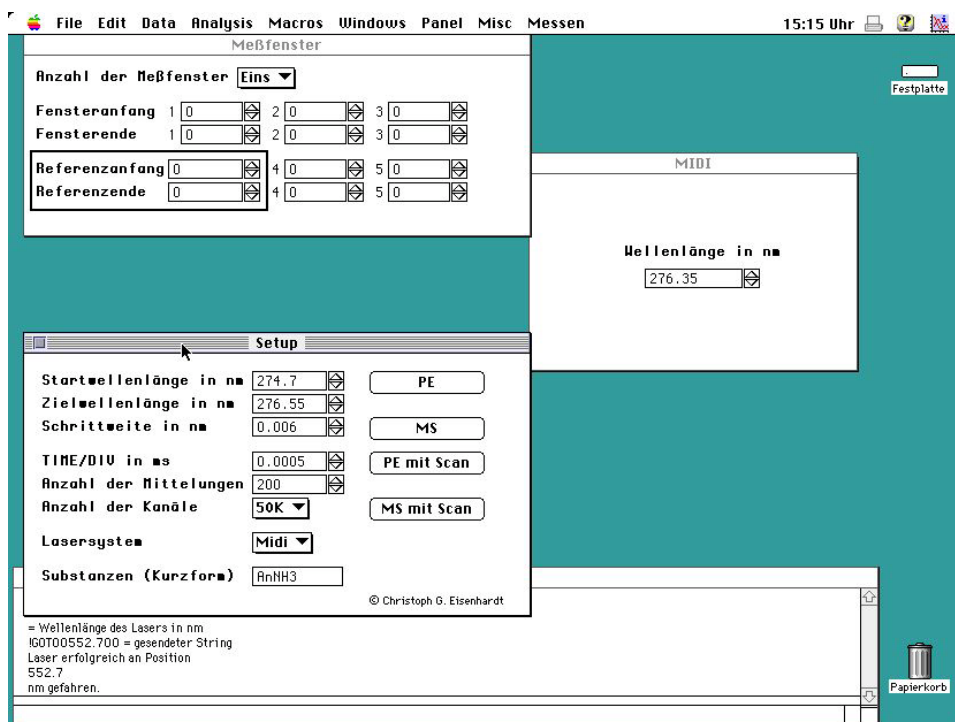 File Edit Data Analysis Macros Windows Panel Misc Messen 15:15 Uhr
Meßfenster
Anzahl der Meßfenster Eins
Fensteranfang 1 0 2 0 3 0
Fensterende 1 0 2 0 3 0
Referenzanfang 0 4 0 5 0
Referenzende 0 4 0 5 0
Festplatte
MIDI
Wellenlänge in nm
276.35
Setup
Startwellenlänge in nm 274.7 PE
Zielwellenlänge in nm 276.55
Schrittweite in nm 0.006 MS
TIME/DIV in ms 0.0005 PE mit Scan
Anzahl der Mittelungen 200
Anzahl der Kanäle 50K MS mit Scan
Lasersystem Midi
Substanzen (Kurzform) AnNH3
© Christoph G. Eisenhardt
= Wellenlänge des Lasers in nm
!GOTO0552.700 = gesendeter String
Laser erfolgreich an Position
552.7
nm gefahren.
Papierkorb